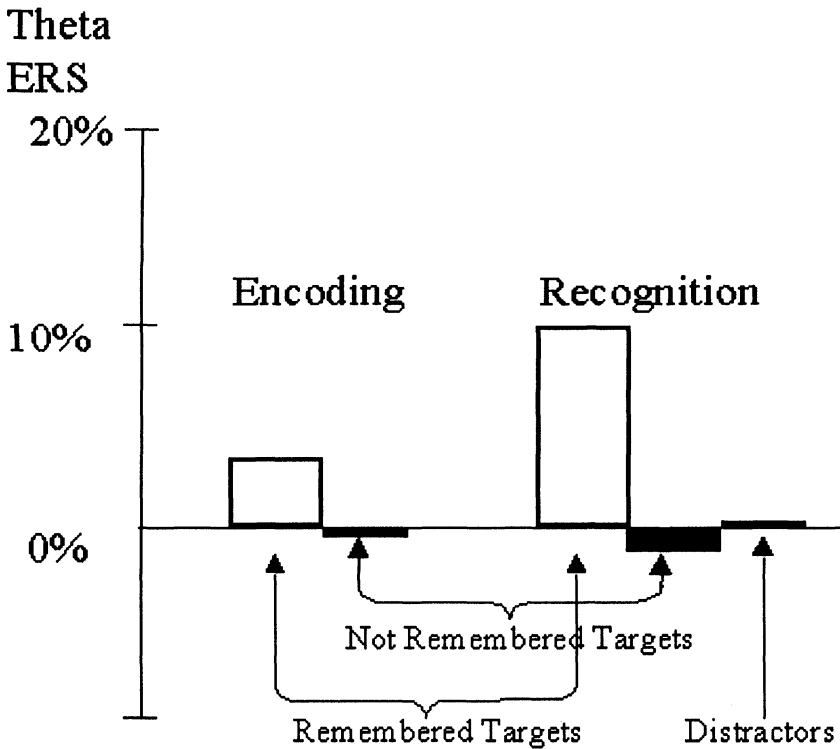 Theta
ERS
20%
Encoding
Recognition
10%
0%
Not Remembered Targets
Remembered Targets
Distractors